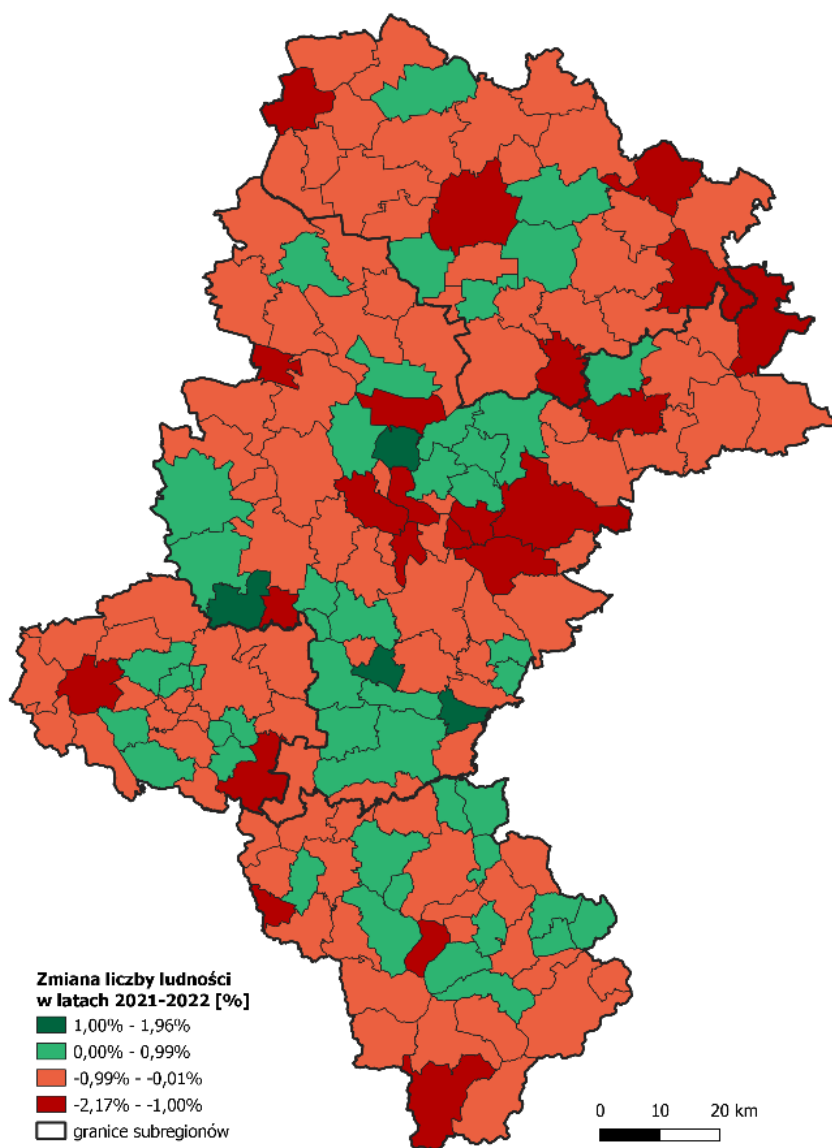 Zmiana liczby ludności
w latach 2021-2022 [%]
1,00% - 1,96%
0,00% - 0,99%
-0,99% - -0,01%
-2,17% - -1,00%
granice subregionów
0 10 20 km